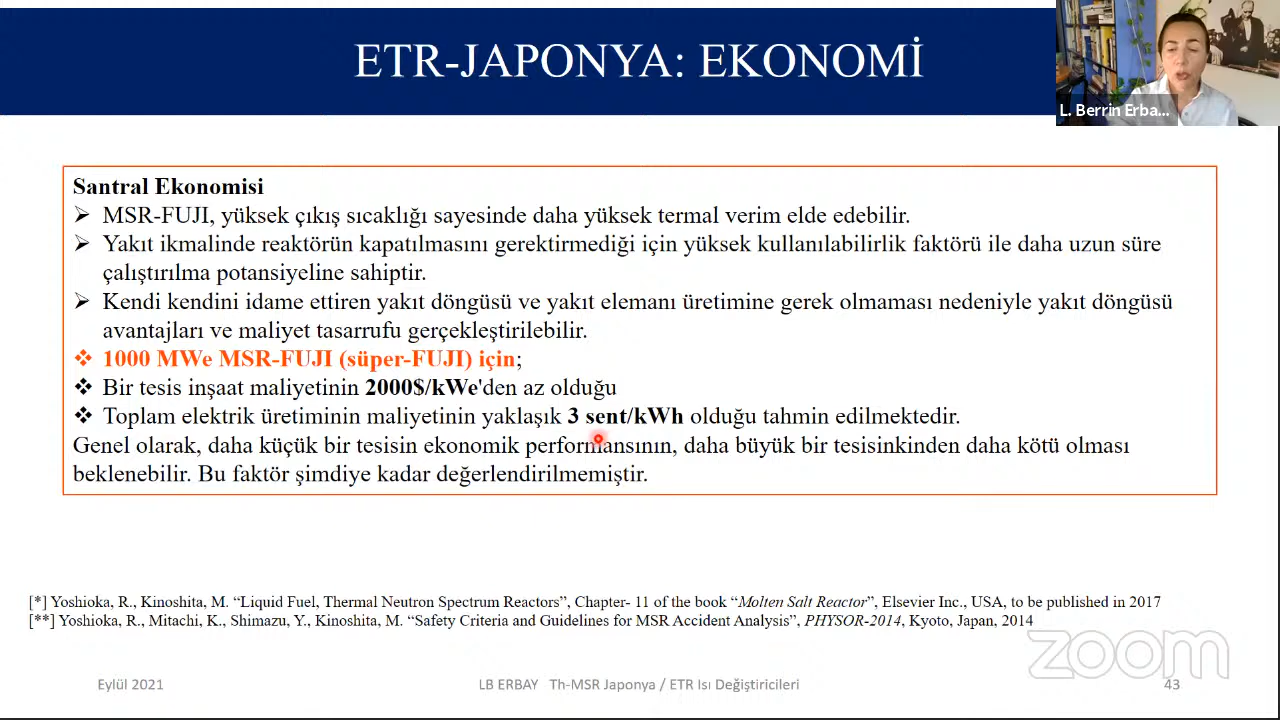 ETR-JAPONYA: EKONOMİ
L. Berrin Erba...
Santral Ekonomisi
➢ MSR-FUJI, yüksek çıkış sıcaklığı sayesinde daha yüksek termal verim elde edebilir.
➢ Yakıt ikmalinde reaktörün kapatılmasını gerektirmediği için yüksek kullanılabilirlik faktörü ile daha uzun süre
çalıştırılma potansiyeline sahiptir.
➢ Kendi kendini idame ettiren yakıt döngüsü ve yakıt elemanı üretimine gerek olmaması nedeniyle yakıt döngüsü
avantajları ve maliyet tasarrufu gerçekleştirilebilir.
❖ 1000 MWe MSR-FUJI (süper-FUJI) için;
❖ Bir tesis inşaat maliyetinin 2000$/kWe'den az olduğu
❖ Toplam elektrik üretiminin maliyetinin yaklaşık 3 sent/kWh olduğu tahmin edilmektedir.
Genel olarak, daha küçük bir tesisin ekonomik performansının, daha büyük bir tesisinkinden daha kötü olması
beklenebilir. Bu faktör şimdiye kadar değerlendirilmemiştir.
[*] Yoshioka, R., Kinoshita, M. “Liquid Fuel, Thermal Neutron Spectrum Reactors”, Chapter- 11 of the book “Molten Salt Reactor”, Elsevier Inc., USA, to be published in 2017
[**] Yoshioka, R., Mitachi, K., Shimazu, Y., Kinoshita, M. “Safety Criteria and Guidelines for MSR Accident Analysis”, PHYSOR-2014, Kyoto, Japan, 2014
zoom
Eylül 2021
LB ERBAY Th-MSR Japonya / ETR Isı Değiştiricileri
43